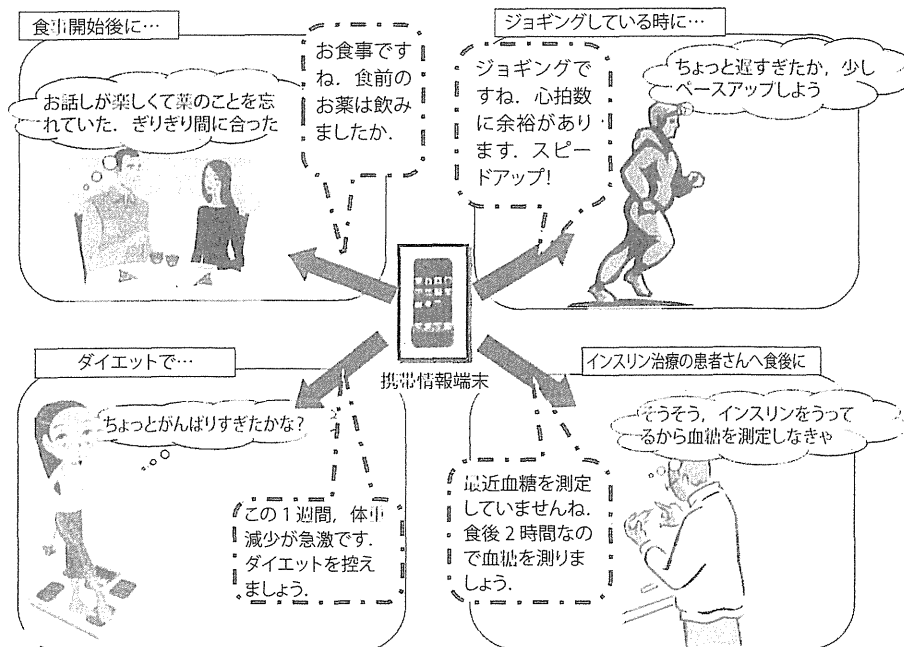 食事開始後に…
お食事です
ね．食前の
お薬は飲み
ましたか．
お話しが楽しくて薬のことを忘
れていた．ぎりぎり間に合った
ジョギングしている時に…
ジョギングで
すね．心拍数
に余裕があり
ます．スピー
ドアップ！
ちょっと遅すぎたか，少し
ペースアップしよう
携帯情報端末
ダイエットで…
ちょっとがんばりすぎたかな？
この1週間，体重
減少が急激です．
ダイエットを控え
ましょう．
インスリン治療の患者さんへ食後に
そうそう，インスリンをうって
るから血糖を測定しなきゃ
最近血糖を測定
していませんね．
食後2時間なの
で血糖を測りま
しょう．